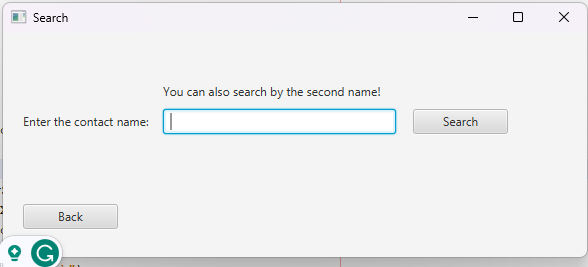 Search
You can also search by the second name!
Enter the contact name:
Search
Back